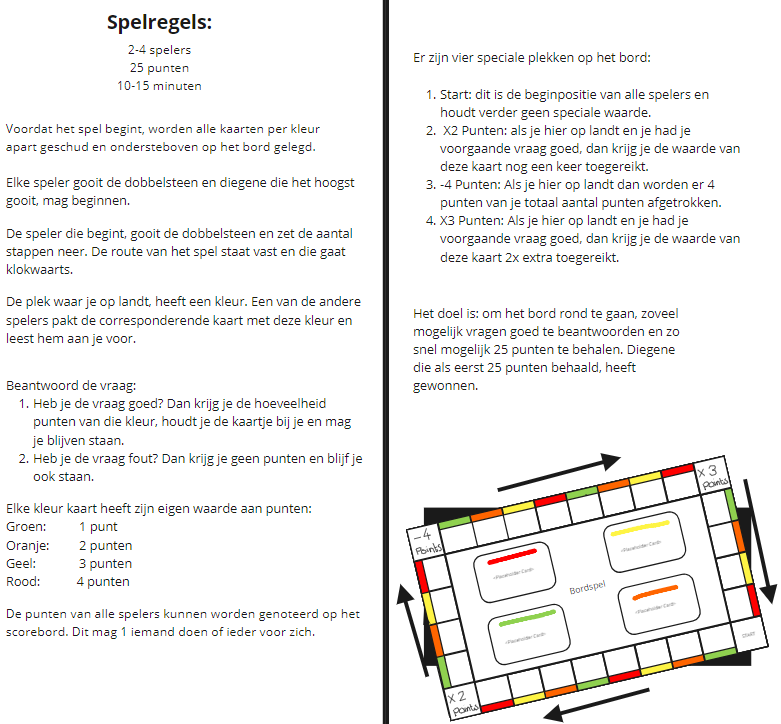 Spelregels:
2-4 spelers
25 punten
10-15 minuten
Voordat het spel begint, worden alle kaarten per kleur
apart geschud en ondersteboven op het bord gelegd.
Elke speler gooit de dobbelsteen en diegene die het hoogst
gooit, mag beginnen.
De speler die begint, gooit de dobbelsteen en zet de aantal
stappen neer. De route van het spel staat vast en die gaat
klokwaarts.
De plek waar je op landt, heeft een kleur. Een van de andere
spelers pakt de corresponderende kaart met deze kleur en
leest hem aan je voor.
Beantwoord de vraag:
1. Heb je de vraag goed? Dan krijg je de hoeveelheid
punten van die kleur, houdt je de kaartje bij je en mag
je blijven staan.
2. Heb je de vraag fout? Dan krijg je geen punten en blijf je
ook staan.
Elke kleur kaart heeft zijn eigen waarde aan punten:
Groen: 1 punt
Oranje: 2 punten
Geel: 3 punten
Rood: 4 punten
De punten van alle spelers kunnen worden genoteerd op het
scorebord. Dit mag 1 iemand doen of ieder voor zich.
Er zijn vier speciale plekken op het bord:
1. Start: dit is de beginpositie van alle spelers en
houdt verder geen speciale waarde.
2. X2 Punten: als je hier op landt en je had je
voorgaande vraag goed, dan krijg je de waarde van
deze kaart nog een keer toegereikt.
3. -4 Punten: Als je hier op landt dan worden er 4
punten van je totaal aantal punten afgetrokken.
4. X3 Punten: Als je hier op landt en je had je
voorgaande vraag goed, dan krijg je de waarde van
deze kaart 2x extra toegereikt.
Het doel is: om het bord rond te gaan, zoveel
mogelijk vragen goed te beantwoorden en zo
snel mogelijk 25 punten te behalen. Diegene
die als eerst 25 punten behaald, heeft
gewonnen.
x 3
Points
-4
Points
<Placeholder Card>
<Placeholder Card>
Bordspel
<Placeholder Card>
<Placeholder Card>
START
x 2
Points